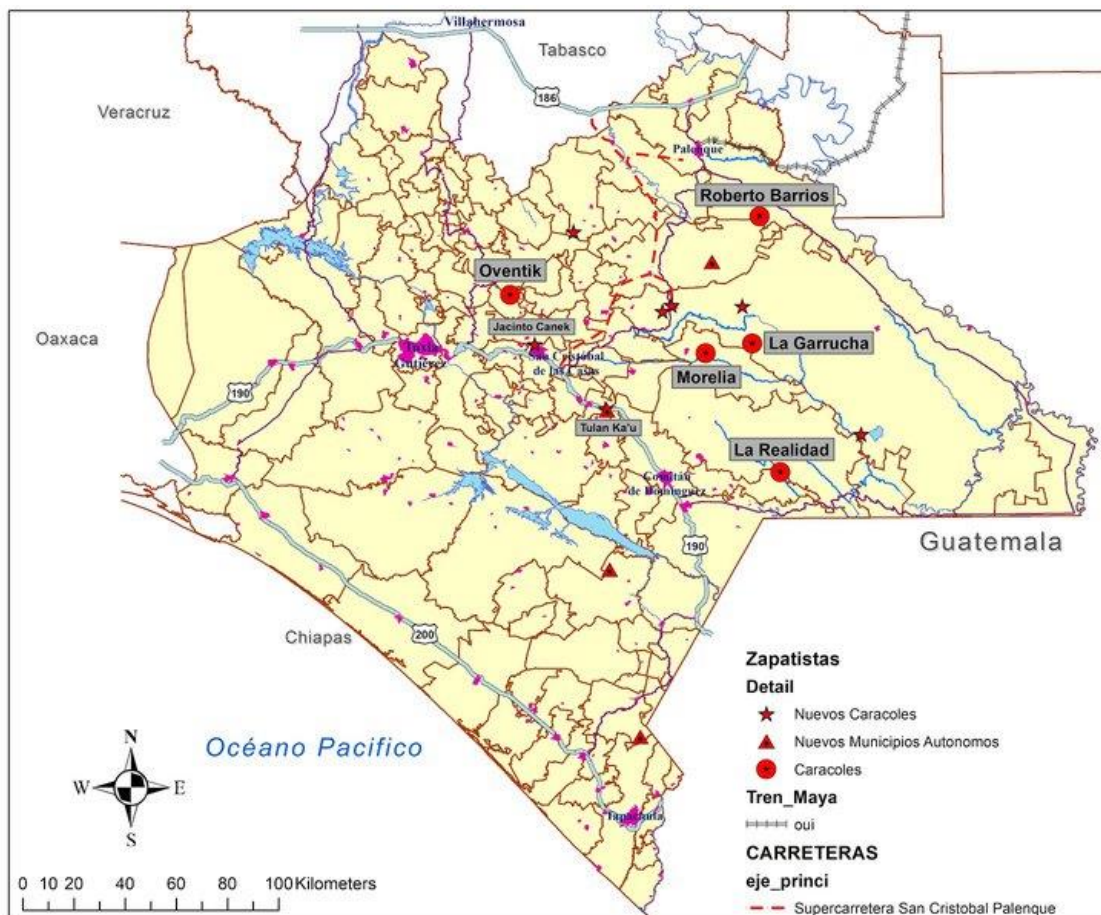 Villahermosa
Tabasco
186
Veracruz
Palenque
Roberto Barrios
Oventik
Jacinto Canek
Oaxaca
La Garrucha
Tuxtla
Gutiérez
San Cristóbal
de las Casas
Morelia
190
Tulan Ka'u
La Realidad
Comitán
de Domínguez
Guatemala
190
Chiapas
200
Océano Pacifico
Tapachula
N
W
E
S
0 10 20 40 60 80 100 Kilometers
Zapatistas
Detail
Nuevos Caracoles
Nuevos Municipios Autonomos
Caracoles
Tren_Maya
oui
CARRETERAS
eje_princi
Supercarretera San Cristobal Palenque